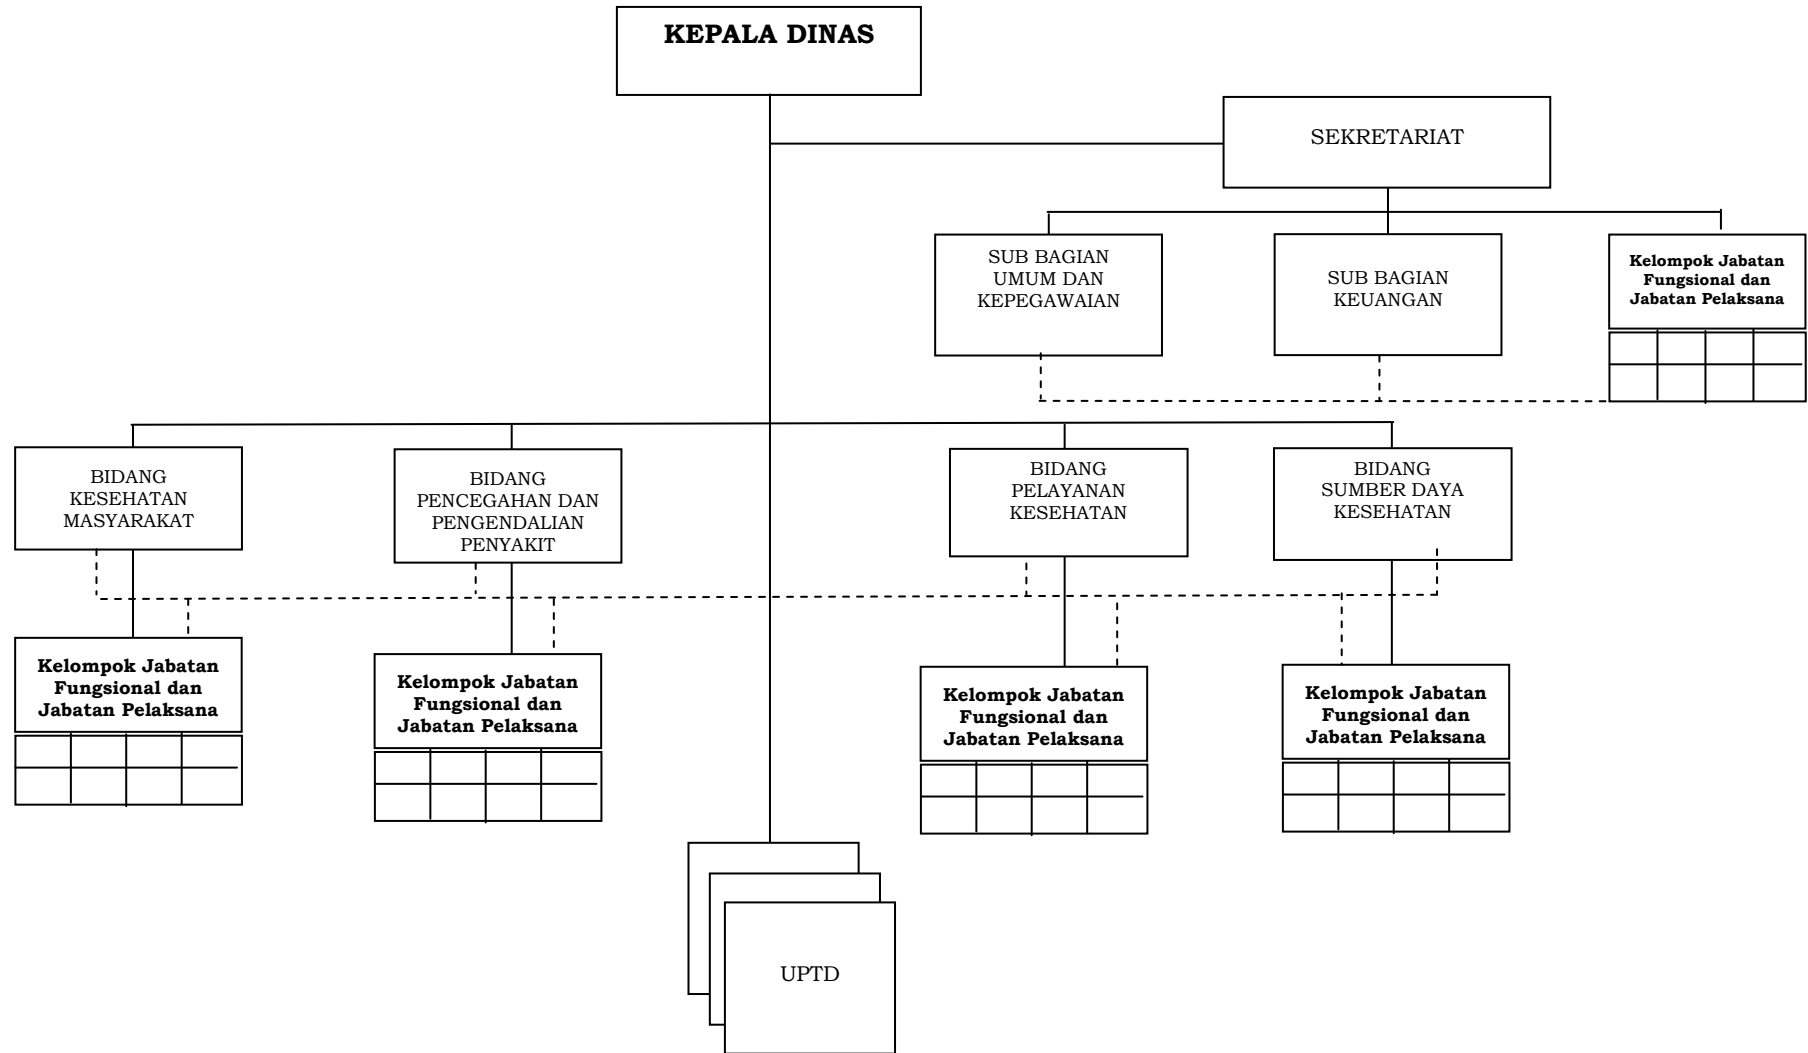 KEPALA DINAS
SEKRETARIAT
SUB BAGIAN
UMUM DAN
KEPEGAWAIAN
SUB BAGIAN
KEUANGAN
Kelompok Jabatan
Fungsional dan
Jabatan Pelaksana
BIDANG
KESEHATAN
MASYARAKAT
BIDANG
PENCEGAHAN DAN
PENGENDALIAN
PENYAKIT
BIDANG
PELAYANAN
KESEHATAN
BIDANG
SUMBER DAYA
KESEHATAN
Kelompok Jabatan
Fungsional dan
Jabatan Pelaksana
Kelompok Jabatan
Fungsional dan
Jabatan Pelaksana
Kelompok Jabatan
Fungsional dan
Jabatan Pelaksana
Kelompok Jabatan
Fungsional dan
Jabatan Pelaksana
UPTD